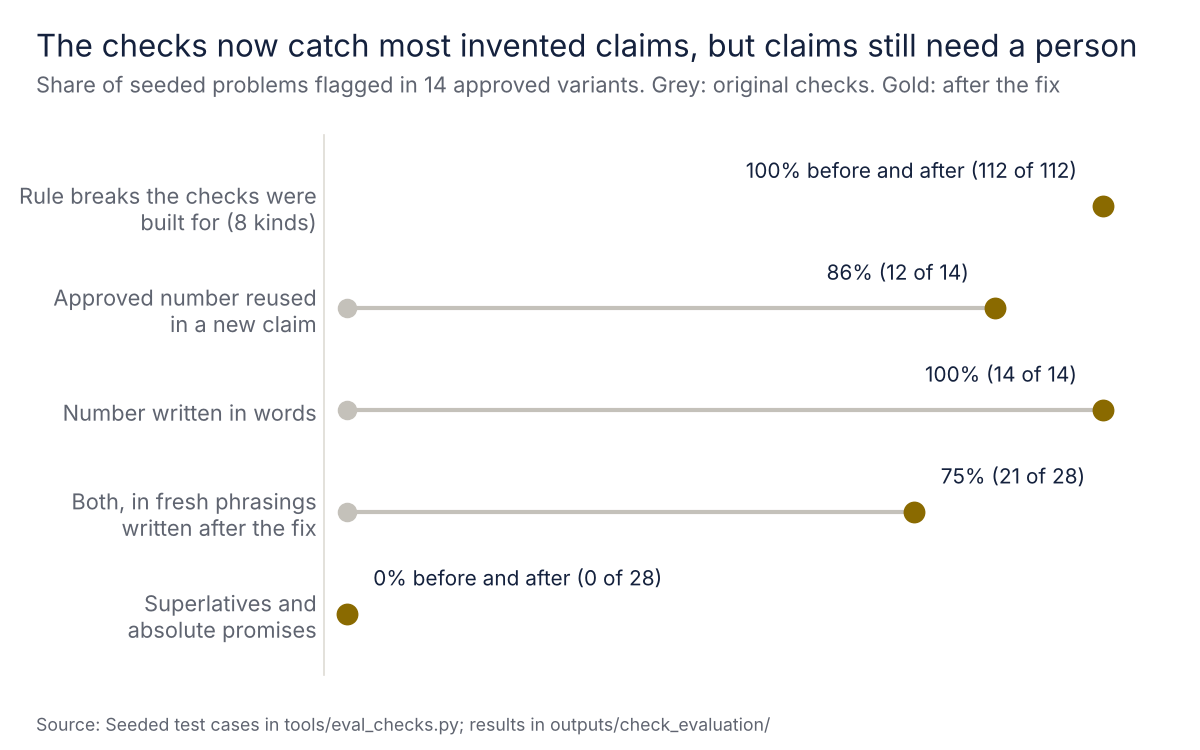 The checks now catch most invented claims, but claims still need a person
Share of seeded problems flagged in 14 approved variants. Grey: original checks. Gold: after the fix
100% before and after (112 of 112)
Rule breaks the checks were
built for (8 kinds)
86% (12 of 14)
Approved number reused
in a new claim
100% (14 of 14)
Number written in words
75% (21 of 28)
Both, in fresh phrasings
written after the fix
0% before and after (0 of 28)
Superlatives and
absolute promises
Source: Seeded test cases in tools/eval_checks.py; results in outputs/check_evaluation/